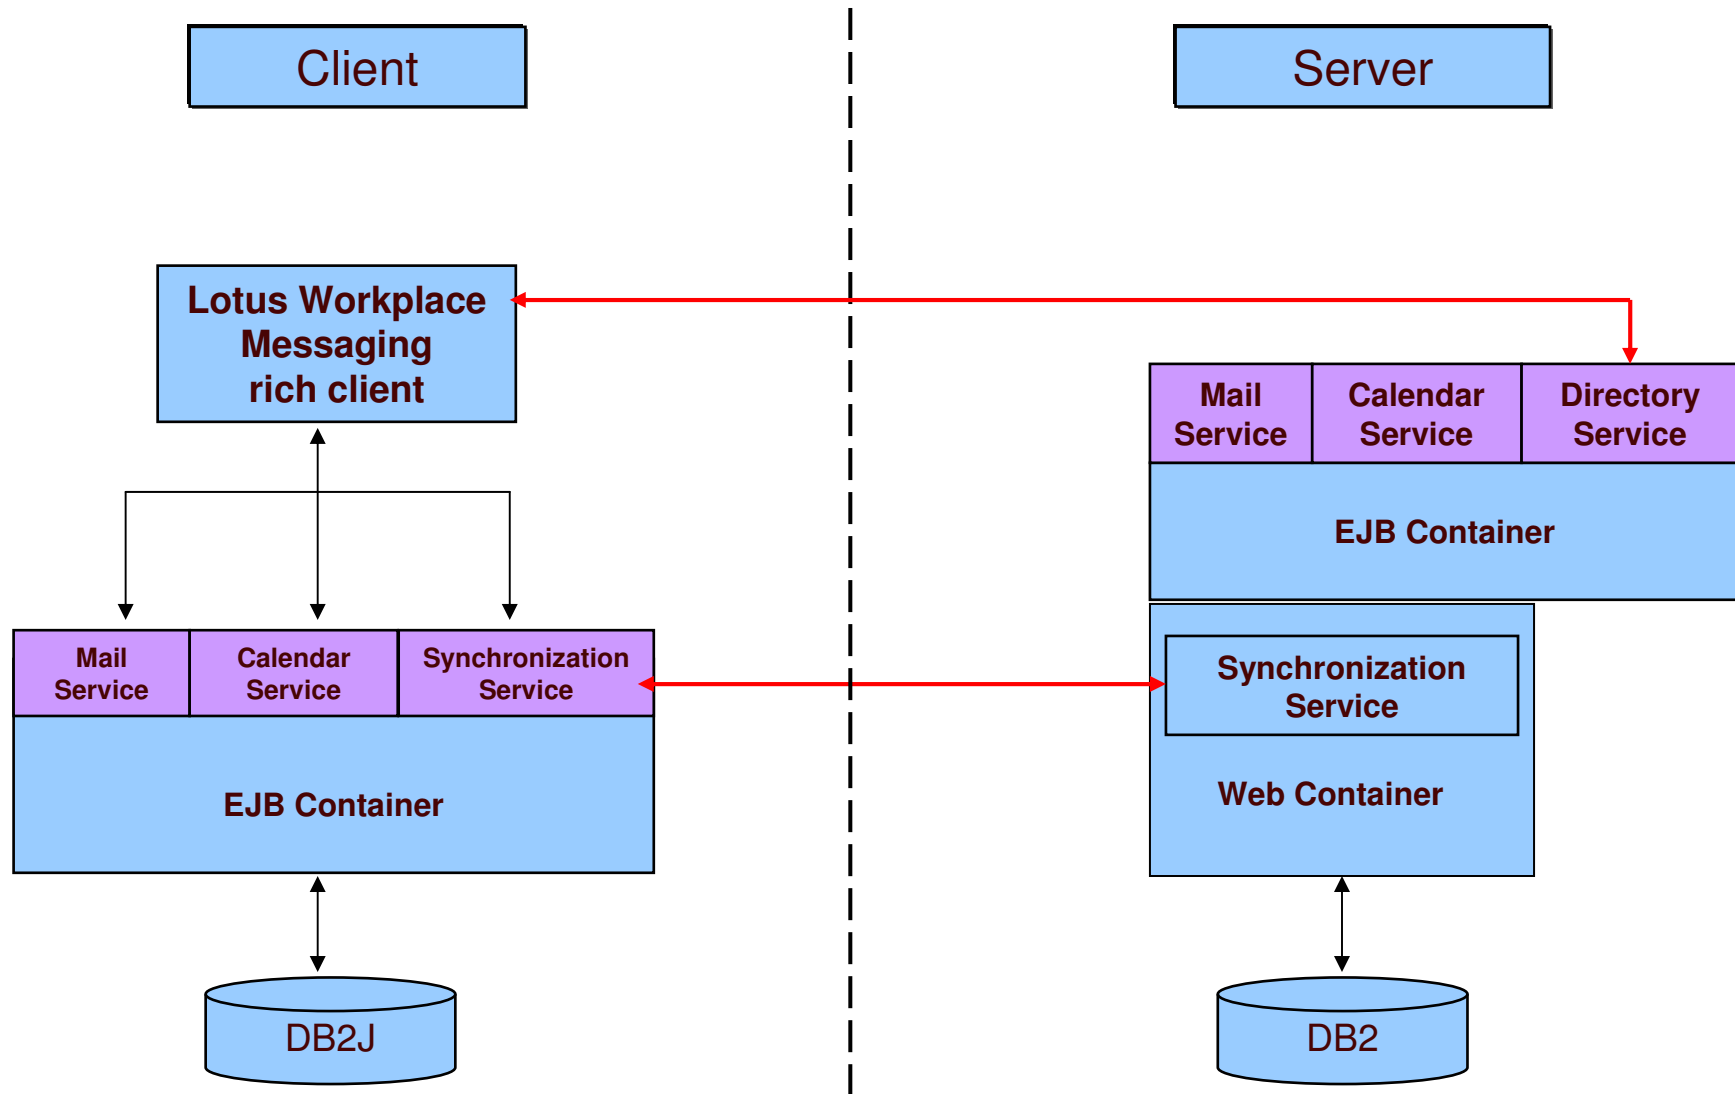 Client
Server
Lotus Workplace
Messaging
rich client
Mail
Service
Calendar
Service
Directory
Service
EJB Container
Mail
Service
Calendar
Service
Synchronization
Service
EJB Container
Synchronization
Service
Web Container
DB2J
DB2